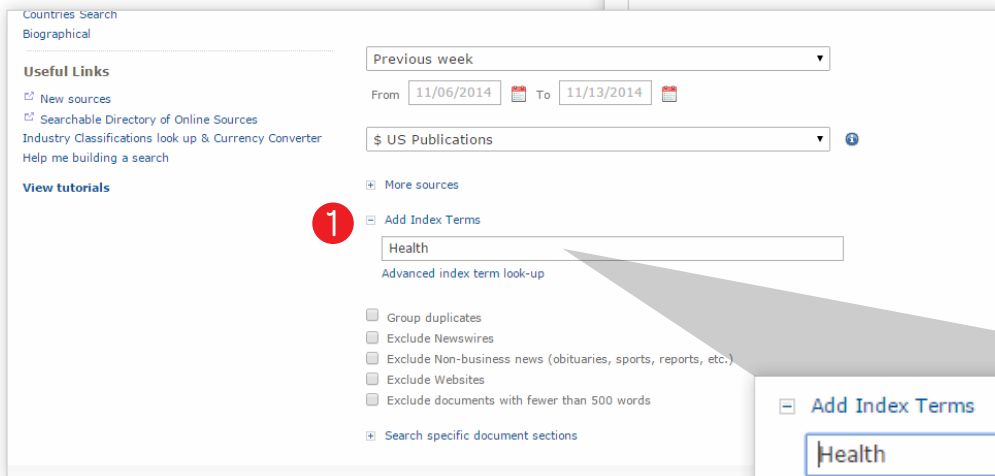 Countries Search
Biographical
Useful Links
New sources
Searchable Directory of Online Sources
Industry Classifications look up & Currency Converter
Help me building a search
View tutorials
Previous week
From 11/06/2014 To 11/13/2014
$ US Publications
More sources
1 Add Index Terms
Health
Advanced index term look-up
Group duplicates
Exclude Newswires
Exclude Non-business news (obituaries, sports, reports, etc.)
Exclude Websites
Exclude documents with fewer than 500 words
Search specific document sections
Add Index Terms
Health